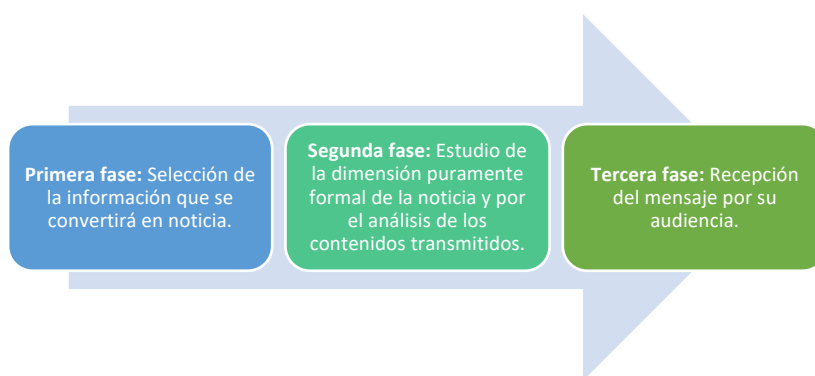 Primera fase: Selección de
la información que se
convertirá en noticia.
Segunda fase: Estudio de
la dimensión puramente
formal de la noticia y por
el análisis de los
contenidos transmitidos.
Tercera fase: Recepción
del mensaje por su
audiencia.